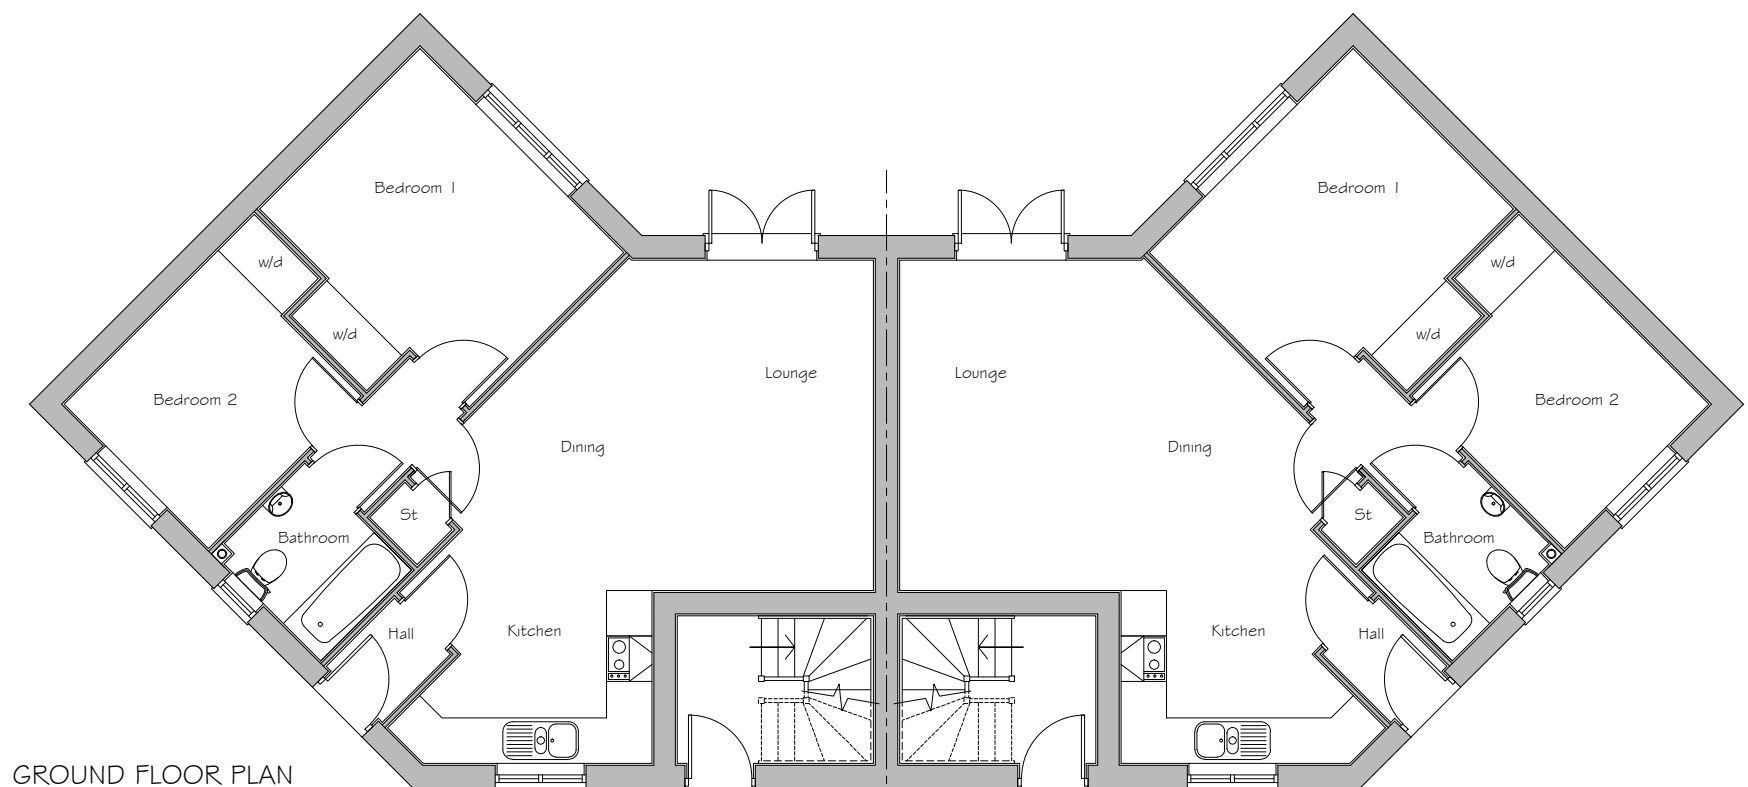 Bedroom 1
Bedroom 1
w/d
w/d
w/d
w/d
Lounge
Lounge
Bedroom 2
Bedroom 2
Dining
Dining
St
St
Bathroom
Bathroom
Hall
Kitchen
Kitchen
Hall
GROUND FLOOR PLAN